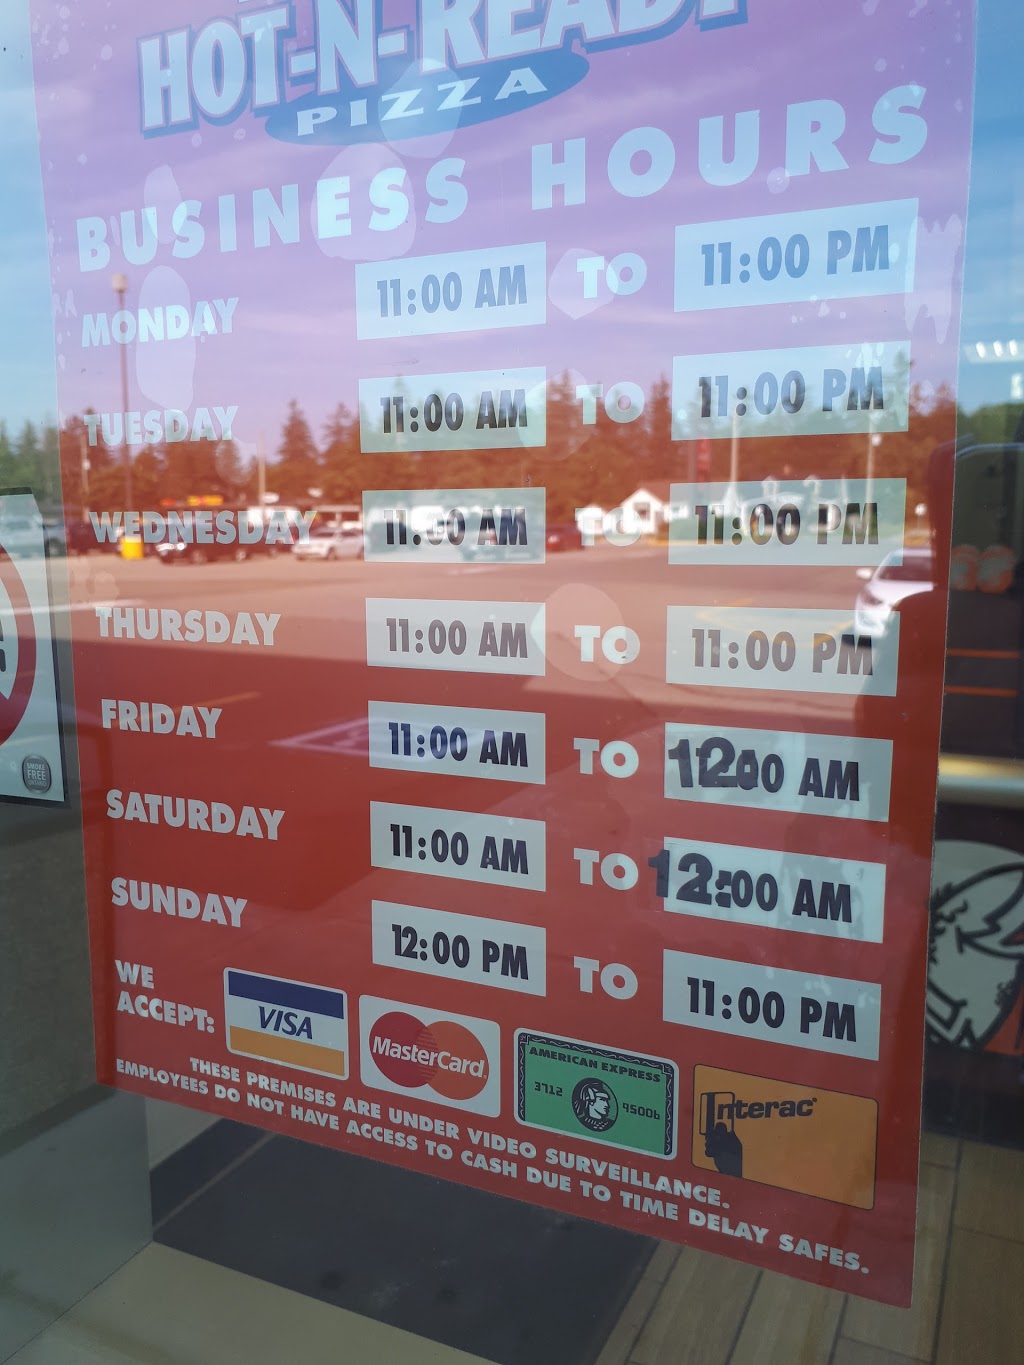 HOT-N-READY
PIZZA
BUSINESS HOURS
MONDAY 11:00 AM TO 11:00 PM
TUESDAY 11:00 AM TO 11:00 PM
WEDNESDAY 11:00 AM TO 11:00 PM
THURSDAY 11:00 AM TO 11:00 PM
FRIDAY 11:00 AM TO 12:00 AM
SATURDAY 11:00 AM TO 12:00 AM
SUNDAY 12:00 PM TO 11:00 PM
WE
ACCEPT:
VISA
MasterCard
AMERICAN EXPRESS
3712 95006
Interac
THESE PREMISES ARE UNDER VIDEO SURVEILLANCE.
EMPLOYEES DO NOT HAVE ACCESS TO CASH DUE TO TIME DELAY SAFES.
SMOKE
FREE